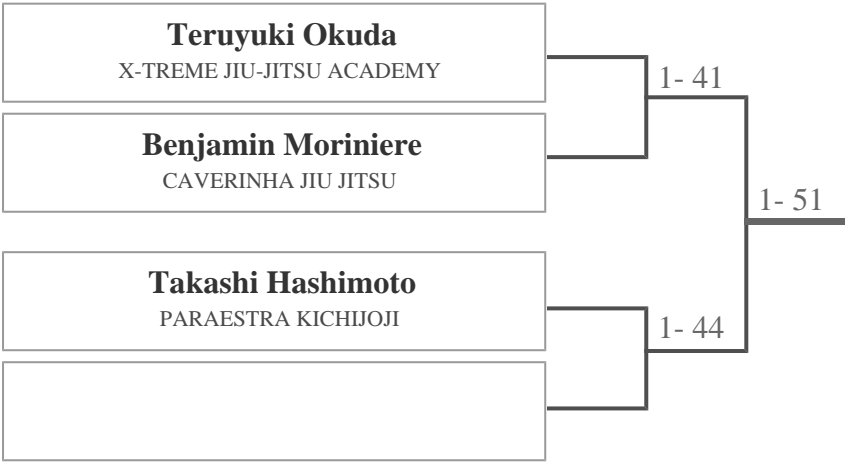 Teruyuki Okuda
X-TREME JIU-JITSU ACADEMY
1- 41
Benjamin Moriniere
CAVERINHA JIU JITSU
1- 51
Takashi Hashimoto
PARAESTRA KICHIJOJI
1- 44